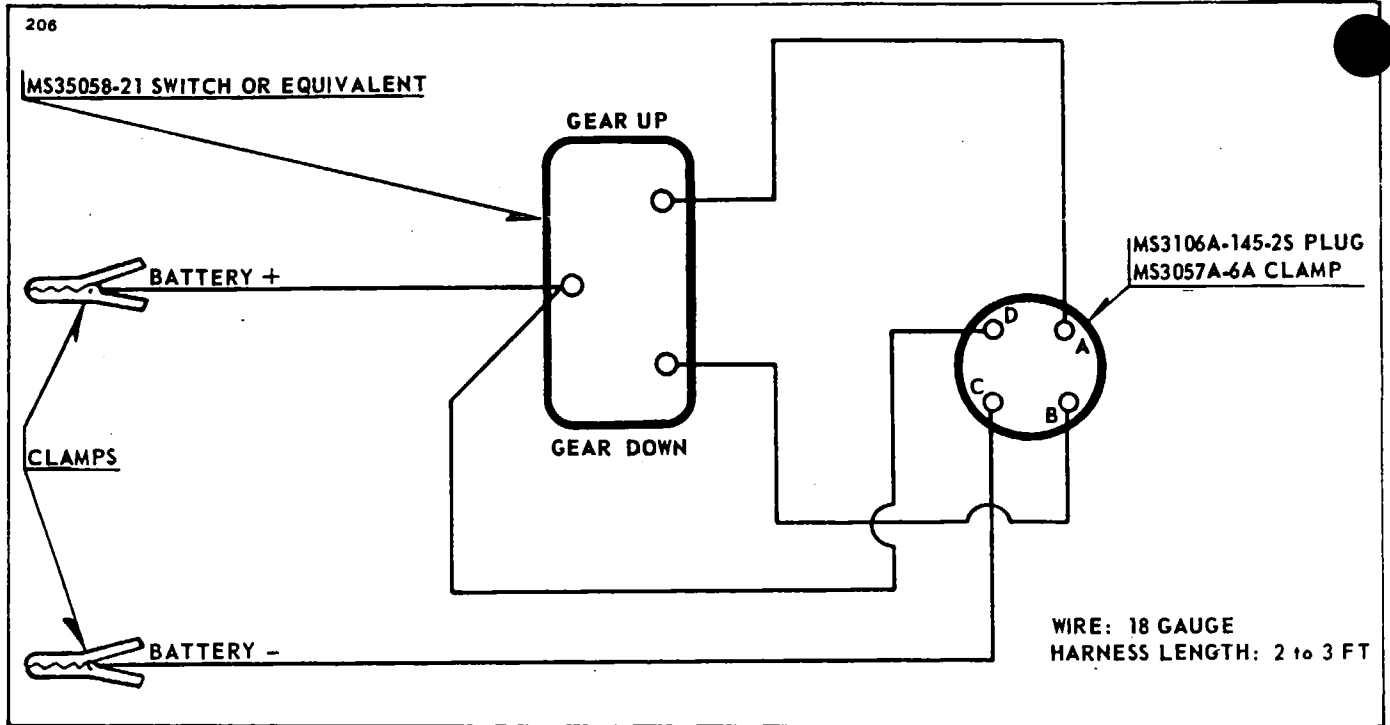 206
MS35058-21 SWITCH OR EQUIVALENT
GEAR UP
MS3106A-145-2S PLUG
MS3057A-6A CLAMP
BATTERY +
D
A
C
B
GEAR DOWN
CLAMPS
WIRE: 18 GAUGE
HARNESS LENGTH: 2 to 3 FT
BATTERY -